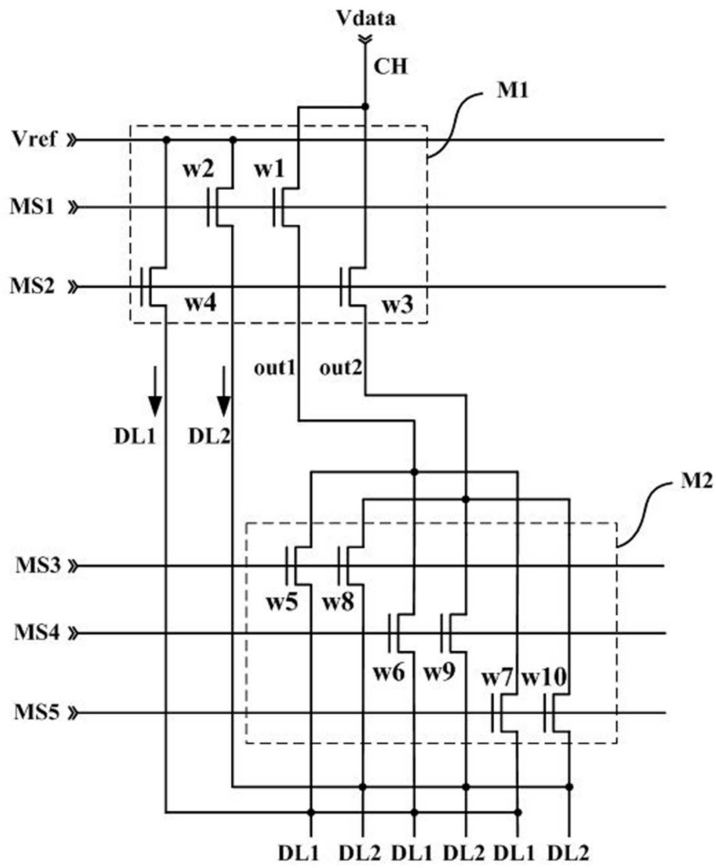 Vdata
CH
M1
Vref
w2 w1
MS1
MS2
w4 w3
out1 out2
DL1 DL2
M2
MS3
w5 w8
MS4
w6 w9
w7 w10
MS5
DL1 DL2 DL1 DL2 DL1 DL2